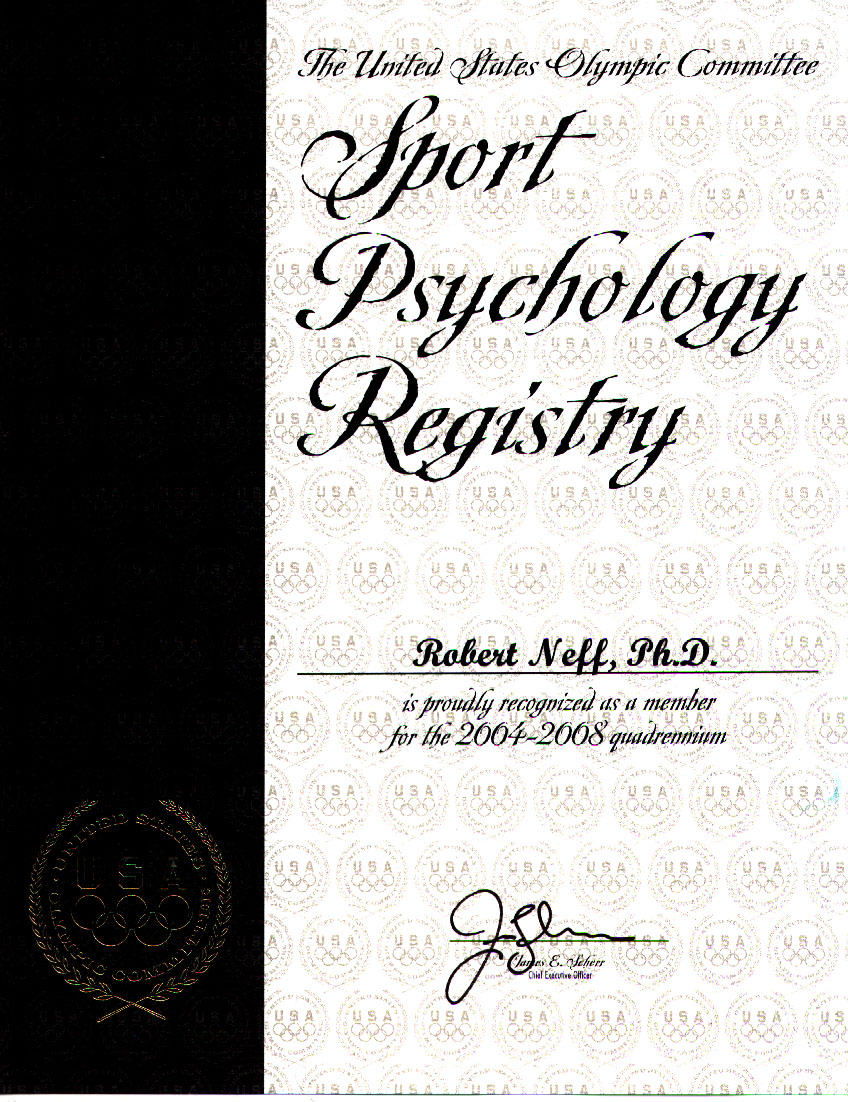 The United States Olympic Committee
Sport
Psychology
Registry
Robert Neff, Ph.D.
is proudly recognized as a member
for the 2004-2008 quadrennium
James E. Scherr
Chief Executive Officer
UNITED STATES
USA
OLYMPIC COMMITTEE